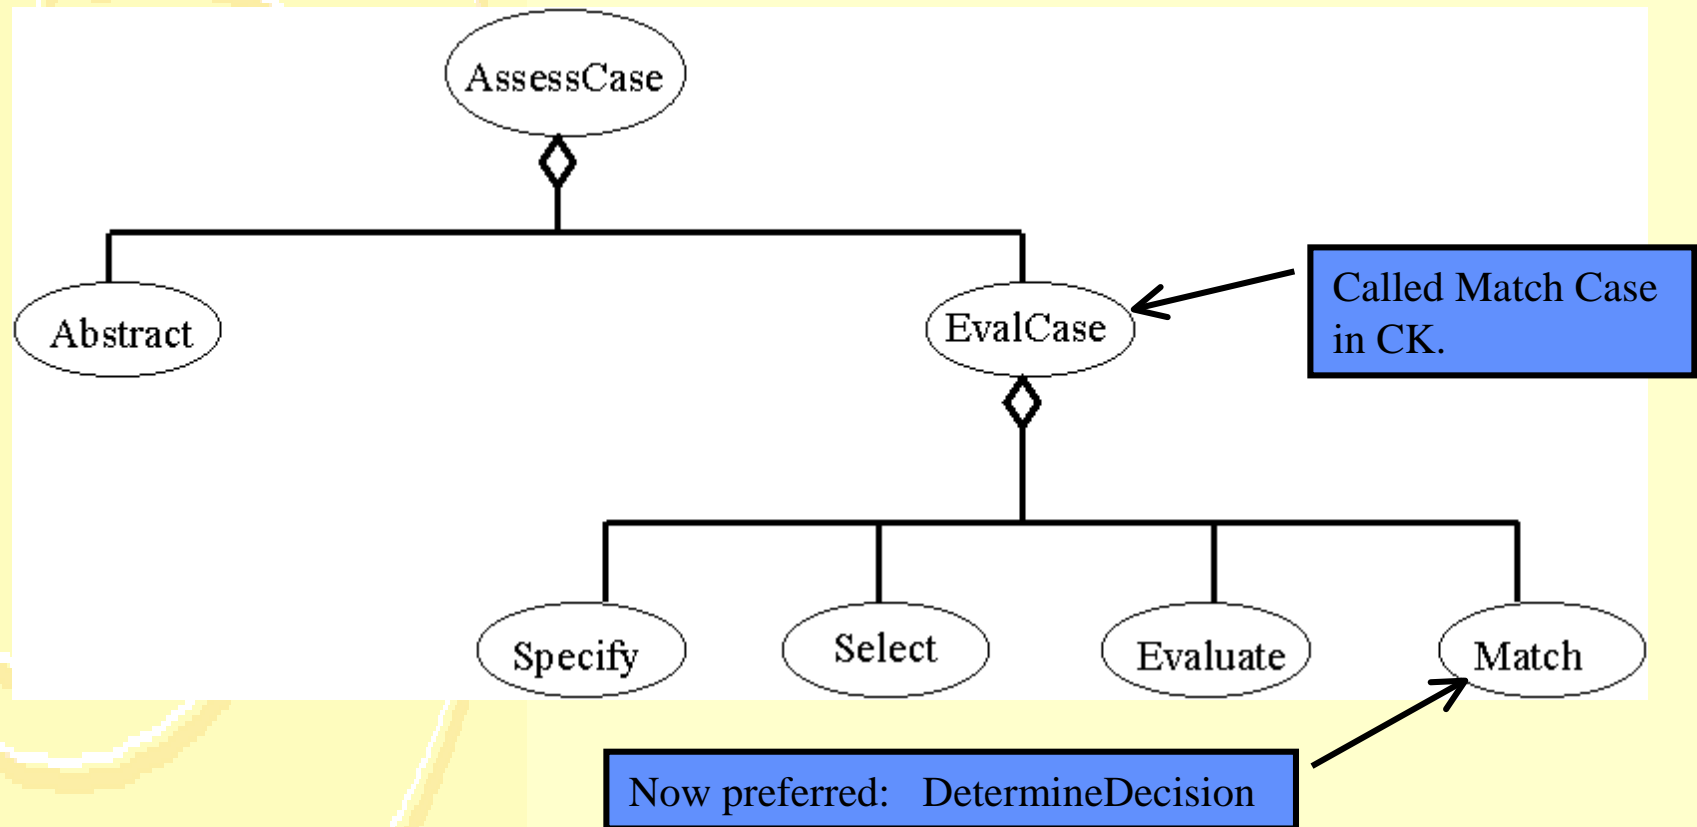 AssessCase
Abstract
EvalCase
Called Match Case
in CK.
Specify
Select
Evaluate
Match
Now preferred: DetermineDecision